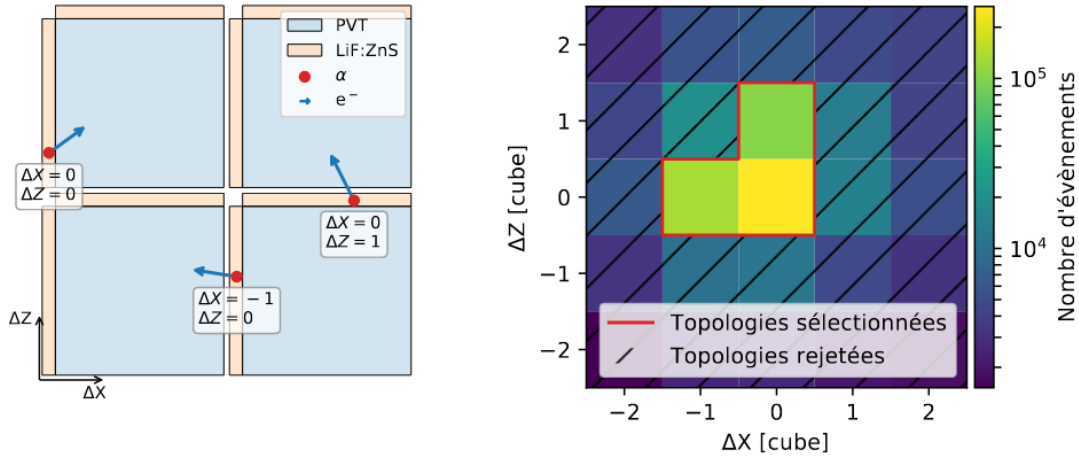 PVT
LiF:ZnS
α
e⁻
ΔX = 0
ΔZ = 0
ΔX = 0
ΔZ = 1
ΔX = − 1
ΔZ = 0
ΔZ
ΔX
2
1
0
−1
−2
ΔZ [cube]
Topologies sélectionnées
Topologies rejetées
−2 −1 0 1 2
ΔX [cube]
10⁵
10⁴
Nombre d'évènements